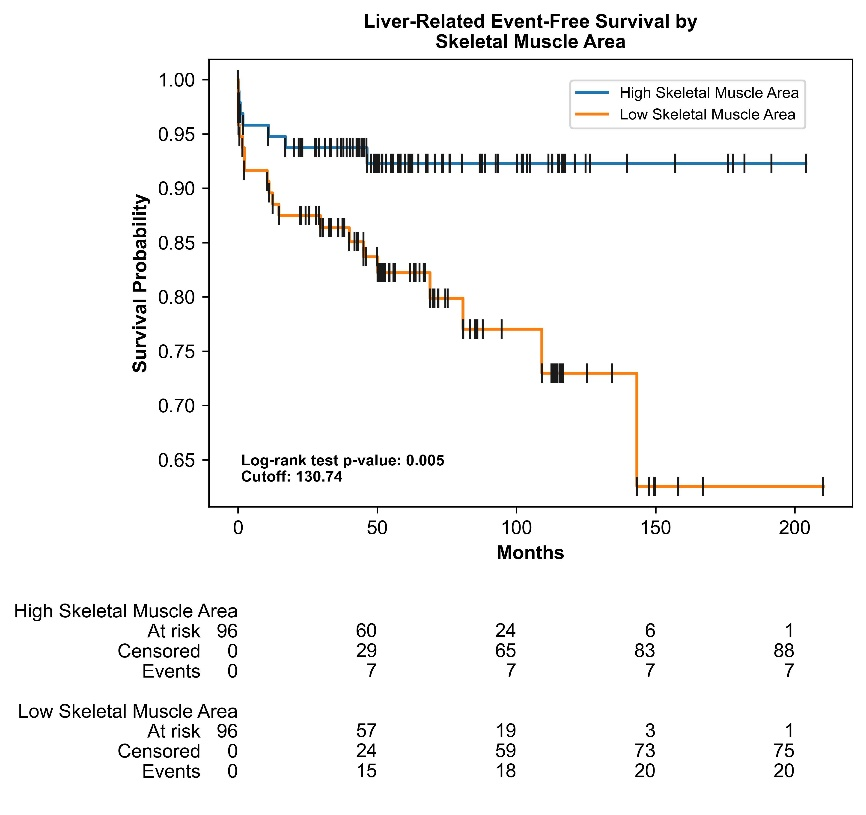 Liver-Related Event-Free Survival by
Skeletal Muscle Area
High Skeletal Muscle Area
Low Skeletal Muscle Area
1.00
0.95
0.90
0.85
0.80
0.75
0.70
0.65
Survival Probability
Log-rank test p-value: 0.005
Cutoff: 130.74
0 50 100 150 200
Months
High Skeletal Muscle Area
At risk 96 60 24 6 1
Censored 0 29 65 83 88
Events 0 7 7 7 7
Low Skeletal Muscle Area
At risk 96 57 19 3 1
Censored 0 24 59 73 75
Events 0 15 18 20 20